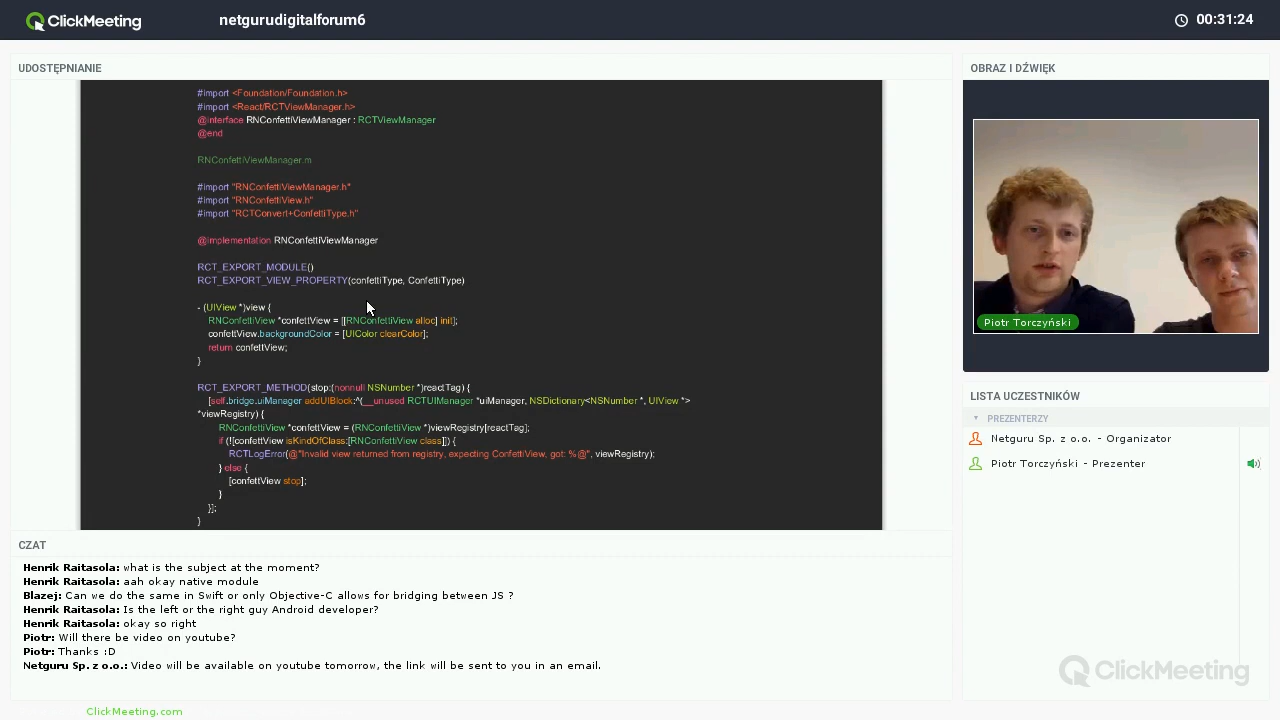 ClickMeeting
netgurudigitalforum6
00:31:24
UDOSTĘPNIANIE
#import <Foundation/Foundation.h>
#import <React/RCTViewManager.h>
@interface RNConfettiViewManager : RCTViewManager
@end
RNConfettiViewManager.m
#import "RNConfettiViewManager.h"
#import "RNConfettiView.h"
#import "RCTConvert+ConfettiType.h"
@implementation RNConfettiViewManager
RCT_EXPORT_MODULE()
RCT_EXPORT_VIEW_PROPERTY(confettiType, ConfettiType)
- (UIView *)view {
RNConfettiView *confettView = [[RNConfettiView alloc] init];
confettView.backgroundColor = [UIColor clearColor];
return confettView;
}
RCT_EXPORT_METHOD(stop:(nonnull NSNumber *)reactTag) {
[self.bridge.uiManager addUIBlock:^(__unused RCTUIManager *uiManager, NSDictionary<NSNumber *, UIView *>
*viewRegistry) {
RNConfettiView *confettView = (RNConfettiView *)viewRegistry[reactTag];
if (![confettView isKindOfClass:[RNConfettiView class]]) {
RCTLogError(@"Invalid view returned from registry, expecting ConfettiView, got: %@", viewRegistry);
} else {
[confettView stop];
}
}];
}
OBRAZ I DŹWIĘK
Piotr Torczyński
LISTA UCZESTNIKÓW
PREZENTERZY
Netguru Sp. z o.o. - Organizator
Piotr Torczyński - Prezenter
CZAT
Henrik Raitasola: what is the subject at the moment?
Henrik Raitasola: aah okay native module
Blazej: Can we do the same in Swift or only Objective-C allows for bridging between JS ?
Henrik Raitasola: Is the left or the right guy Android developer?
Henrik Raitasola: okay so right
Piotr: Will there be video on youtube?
Piotr: Thanks :D
Netguru Sp. z o.o.: Video will be available on youtube tomorrow, the link will be sent to you in an email.
ClickMeeting
ClickMeeting.com